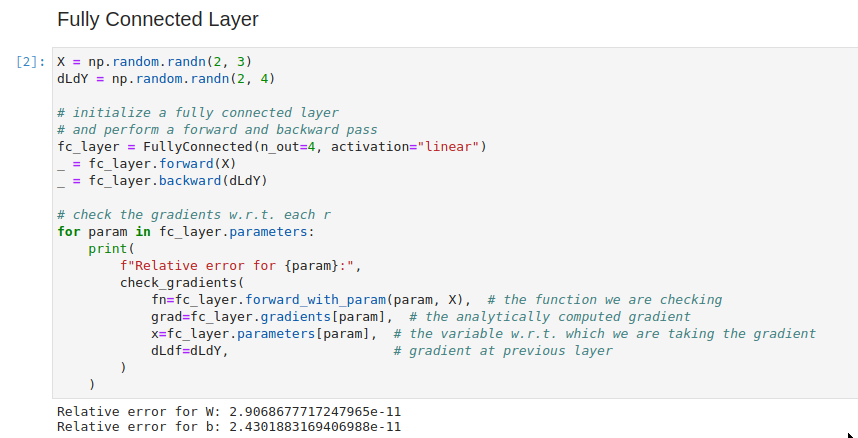 Fully Connected Layer
[2]: X = np.random.randn(2, 3)
dLdY = np.random.randn(2, 4)
# initialize a fully connected layer
# and perform a forward and backward pass
fc_layer = FullyConnected(n_out=4, activation="linear")
_ = fc_layer.forward(X)
_ = fc_layer.backward(dLdY)
# check the gradients w.r.t. each r
for param in fc_layer.parameters:
    print(
        f"Relative error for {param}:",
        check_gradients(
            fn=fc_layer.forward_with_param(param, X),  # the function we are checking
            grad=fc_layer.gradients[param],  # the analytically computed gradient
            x=fc_layer.parameters[param],  # the variable w.r.t. which we are taking the gradient
            dLdf=dLdY,                     # gradient at previous layer
        )
    )
Relative error for W: 2.9068677717247965e-11
Relative error for b: 2.4301883169406988e-11